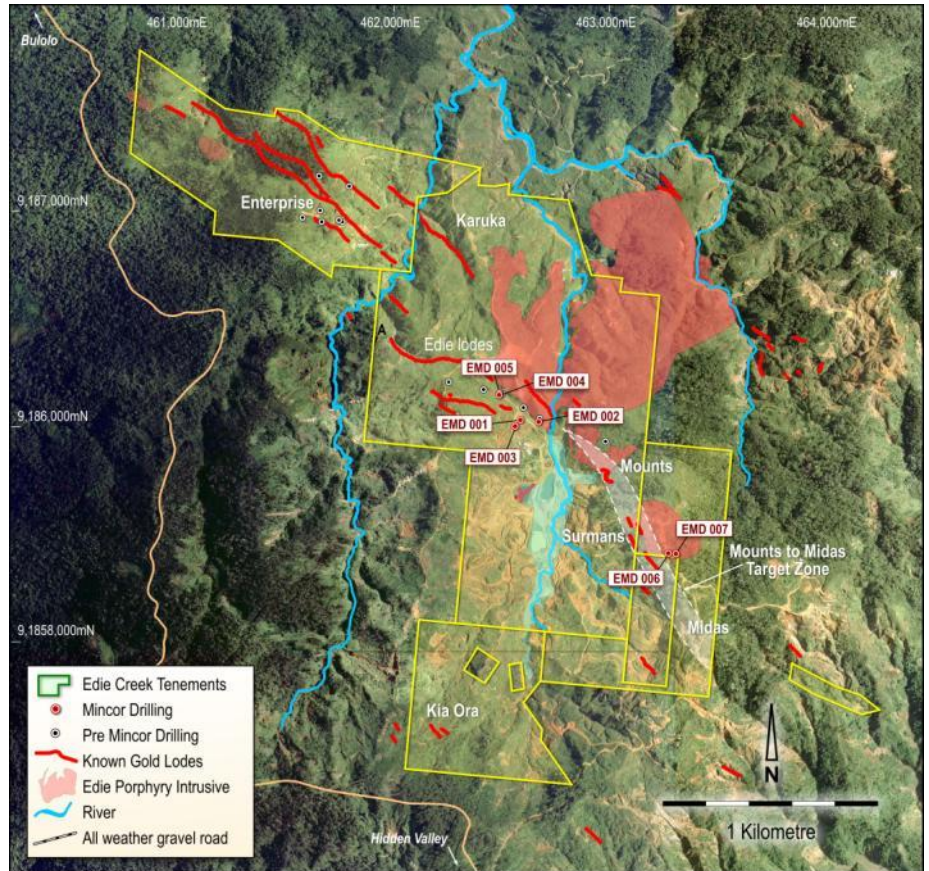 461,000mE
462,000mE
463,000mE
464,000mE
Bulolo
9,187,000mN
Enterprise
Karuka
A
Edie lodes
EMD 005
EMD 004
9,186,000mN
EMD 001
EMD 002
EMD 003
Mounts
Surmans
EMD 007
EMD 006
Mounts to Midas
Target Zone
9,1858,000mN
Midas
Kia Ora
Edie Creek Tenements
Mincor Drilling
Pre Mincor Drilling
Known Gold Lodes
Edie Porphyry Intrusive
River
All weather gravel road
Hidden Valley
N
1 Kilometre